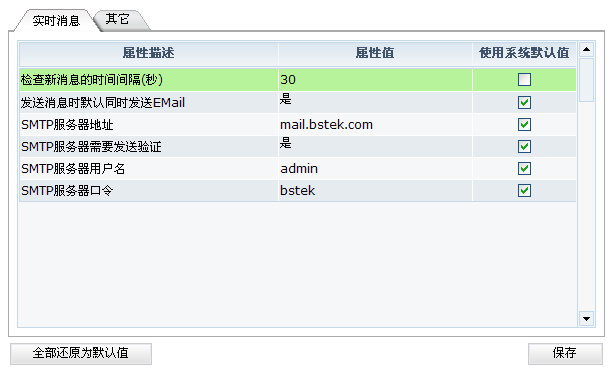 实时消息 其它
属性描述 属性值 使用系统默认值
检查新消息的时间间隔(秒) 30
发送消息时默认同时发送EMail 是
SMTP服务器地址 mail.bstek.com
SMTP服务器需要发送验证 是
SMTP服务器用户名 admin
SMTP服务器口令 bstek
全部还原为默认值 保存